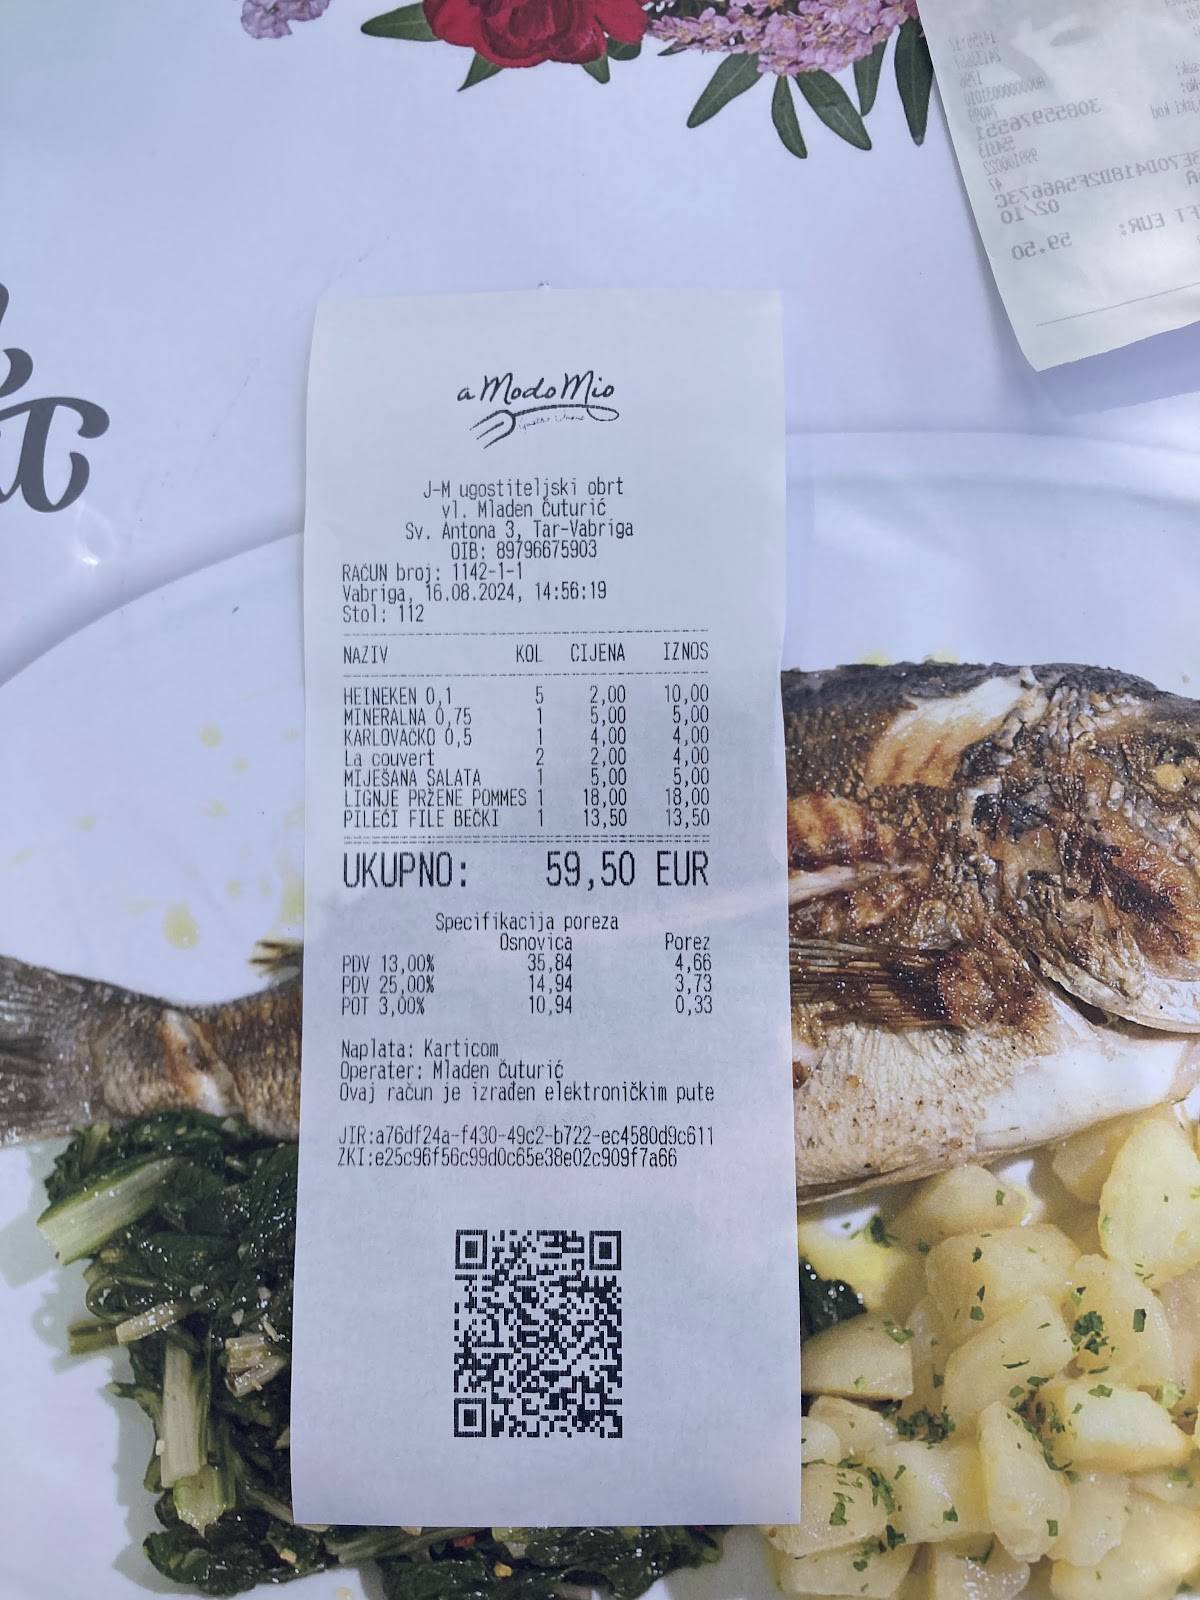 a Modo Mio
J-M ugostiteljski obrt
vl. Mladen Čuturić
Sv. Antona 3, Tar-Vabriga
OIB: 89796675903
RAČUN broj: 1142-1-1
Vabriga, 16.08.2024, 14:56:19
Stol: 112
NAZIV KOL CIJENA IZNOS
HEINEKEN 0,1 5 2,00 10,00
MINERALNA 0,75 1 5,00 5,00
KARLOVAČKO 0,5 1 4,00 4,00
La couvert 2 2,00 4,00
MIJEŠANA SALATA 1 5,00 5,00
LIGNJE PRŽENE POMMES 1 18,00 18,00
PILEĆI FILE BEČKI 1 13,50 13,50
UKUPNO: 59,50 EUR
Specifikacija poreza
Osnovica Porez
PDV 13,00% 35,84 4,66
PDV 25,00% 14,94 3,73
POT 3,00% 10,94 0,33
Naplata: Karticom
Operater: Mladen Čuturić
Ovaj račun je izrađen elektroničkim pute
JIR:a76df24a-f430-49c2-b722-ec4580d9c611
ZKI:e25c96f56c99d0c65e38e02c909f7a66
02/10
EUR: 59.50